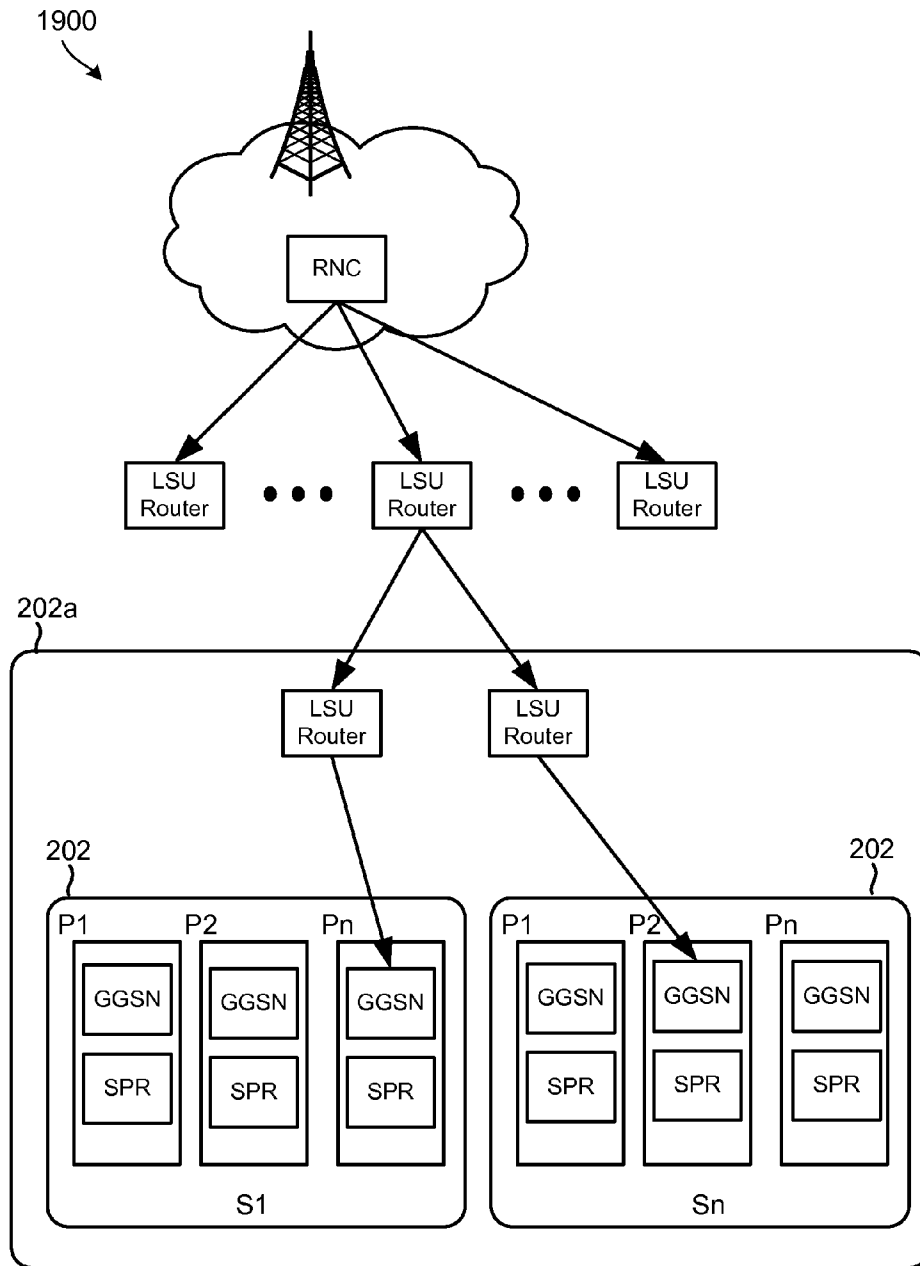 1900
RNC
LSU
Router
LSU
Router
LSU
Router
202a
LSU
Router
LSU
Router
202
202
P1
P2
Pn
GGSN
GGSN
GGSN
SPR
SPR
SPR
S1
P1
P2
Pn
GGSN
GGSN
GGSN
SPR
SPR
SPR
Sn